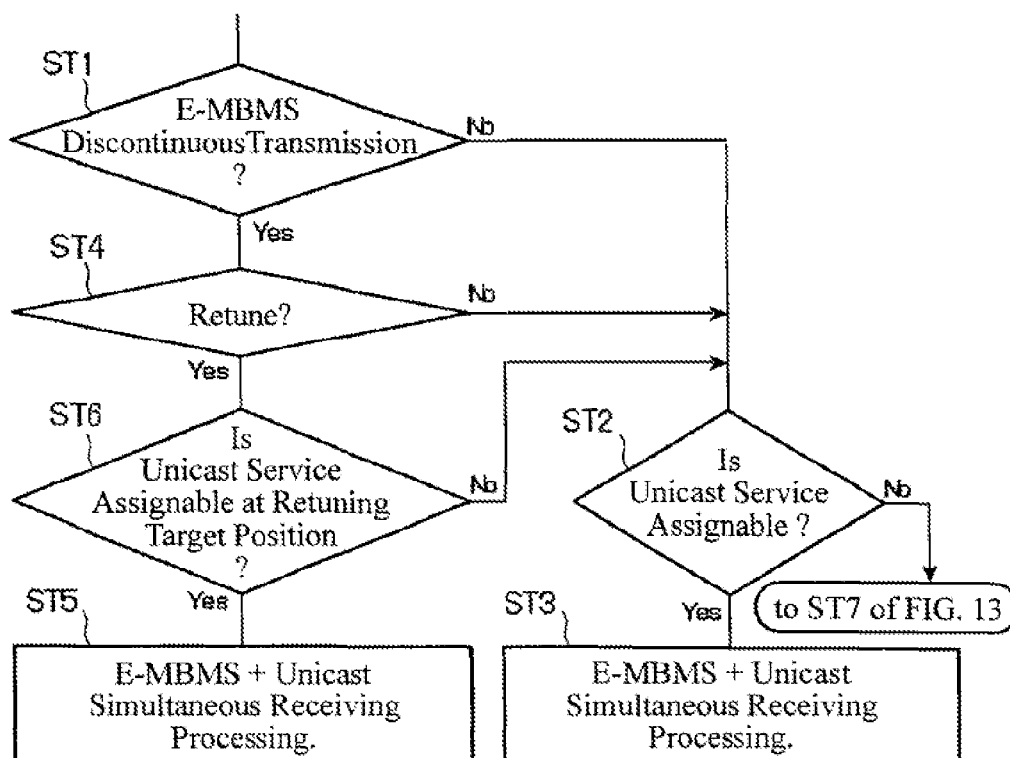 ST1
E-MBMS
DiscontinuousTransmission
?
No
Yes
ST4
Retune?
No
Yes
ST6
Is
Unicast Service
Assignable at Retuning
Target Position
?
No
Yes
ST2
Is
Unicast Service
Assignable ?
No
Yes
to ST7 of FIG. 13
ST5
E-MBMS + Unicast
Simultaneous Receiving
Processing.
ST3
E-MBMS + Unicast
Simultaneous Receiving
Processing.